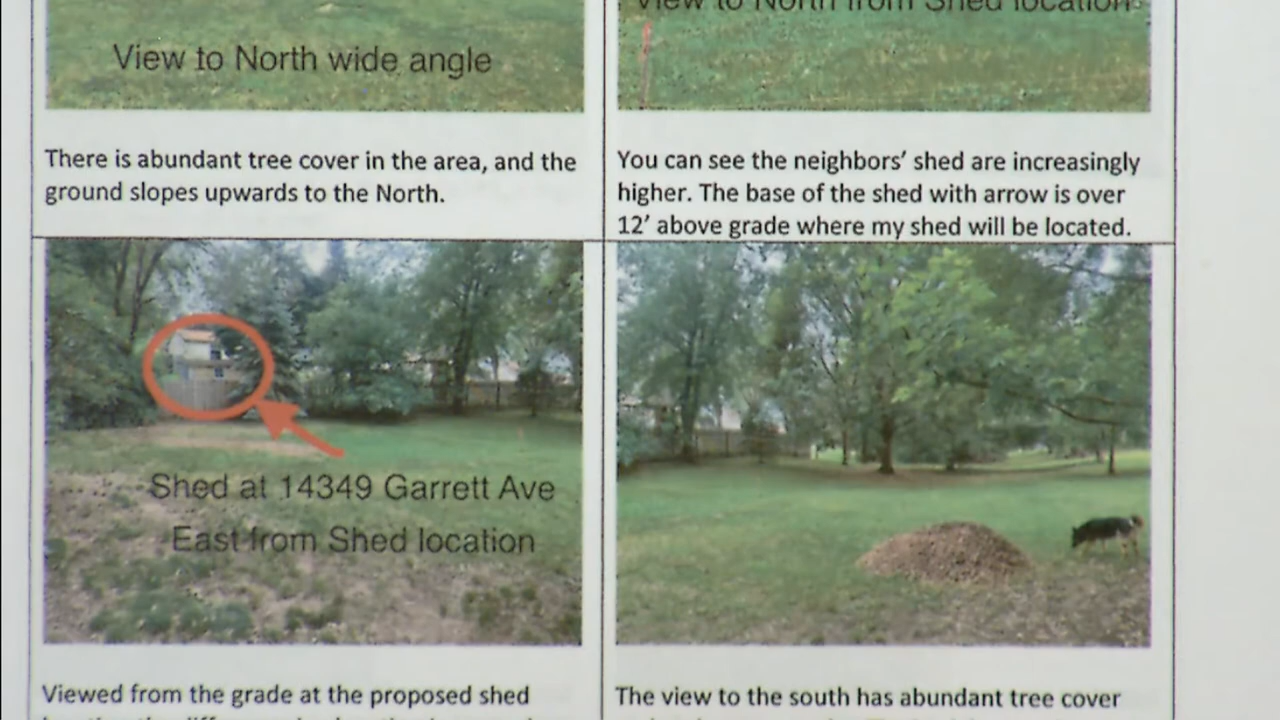 View to North wide angle
View to North from Shed location
There is abundant tree cover in the area, and the
ground slopes upwards to the North.
You can see the neighbors’ shed are increasingly
higher. The base of the shed with arrow is over
12’ above grade where my shed will be located.
Shed at 14349 Garrett Ave
East from Shed location
Viewed from the grade at the proposed shed
The view to the south has abundant tree cover